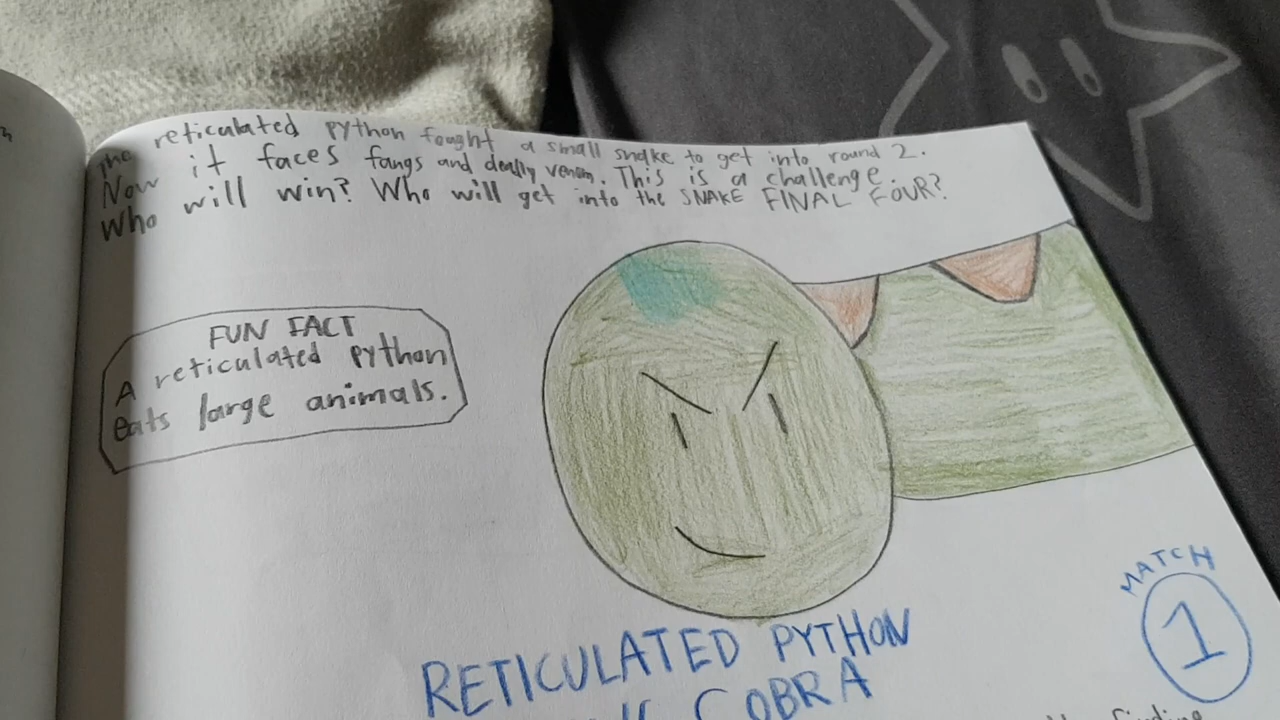 The reticulated python fought a small snake to get into round 2.
Now it faces fangs and deadly venom. This is a challenge.
Who will win? Who will get into the SNAKE FINAL FOUR?
FUN FACT
A reticulated python
eats large animals.
MATCH
1
RETICULATED PYTHON
COBRA